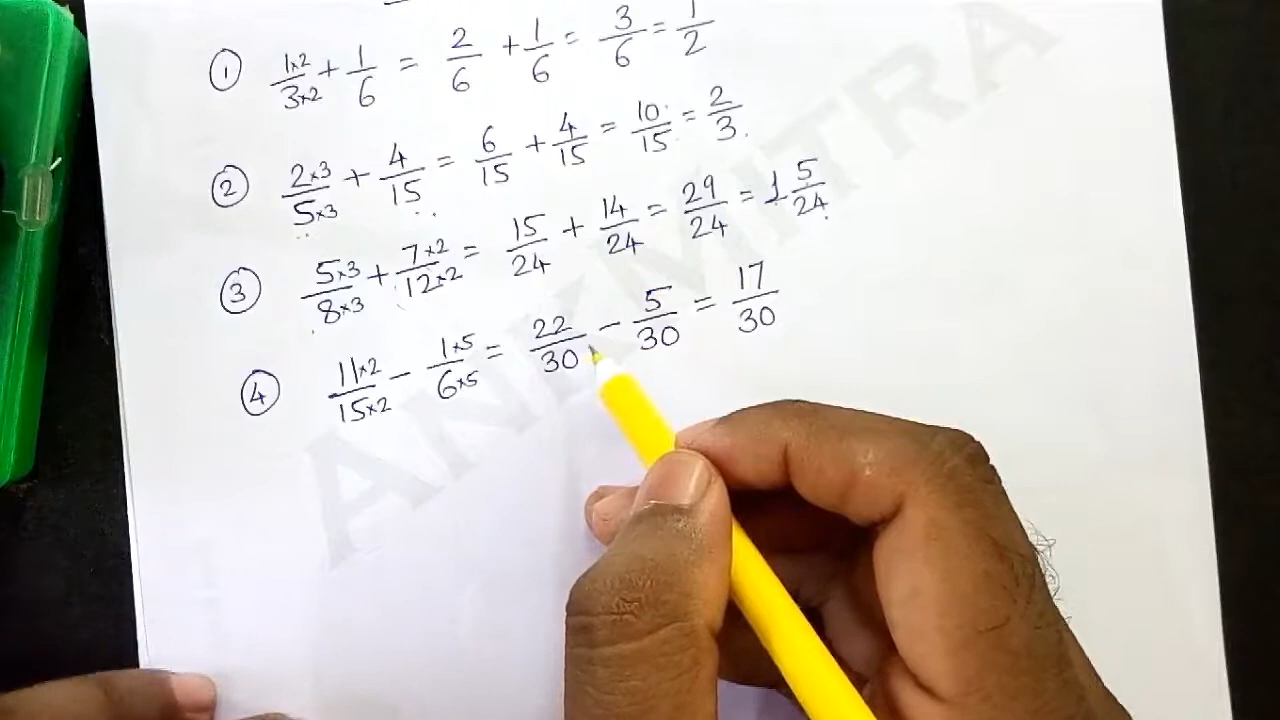 ① 1×2/3×2 + 1/6 = 2/6 + 1/6 = 3/6 = 1/2
② 2×3/5×3 + 4/15 = 6/15 + 4/15 = 10/15 = 2/3
③ 5×3/8×3 + 7×2/12×2 = 15/24 + 14/24 = 29/24 = 1 5/24
④ 11×2/15×2 - 1×5/6×5 = 22/30 - 5/30 = 17/30
ANKMITRA